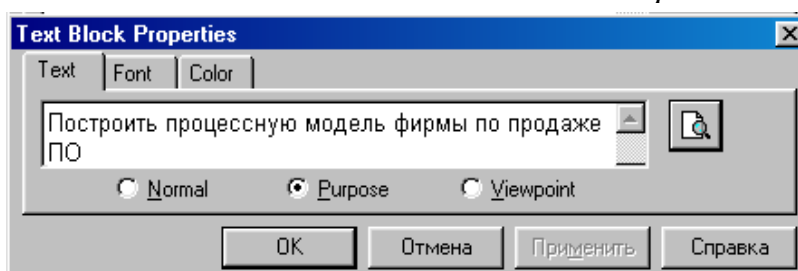 Text Block Properties
Text Font Color
Построить процессную модель фирмы по продаже
ПО
Normal Purpose Viewpoint
OK Отмена Применить Справка